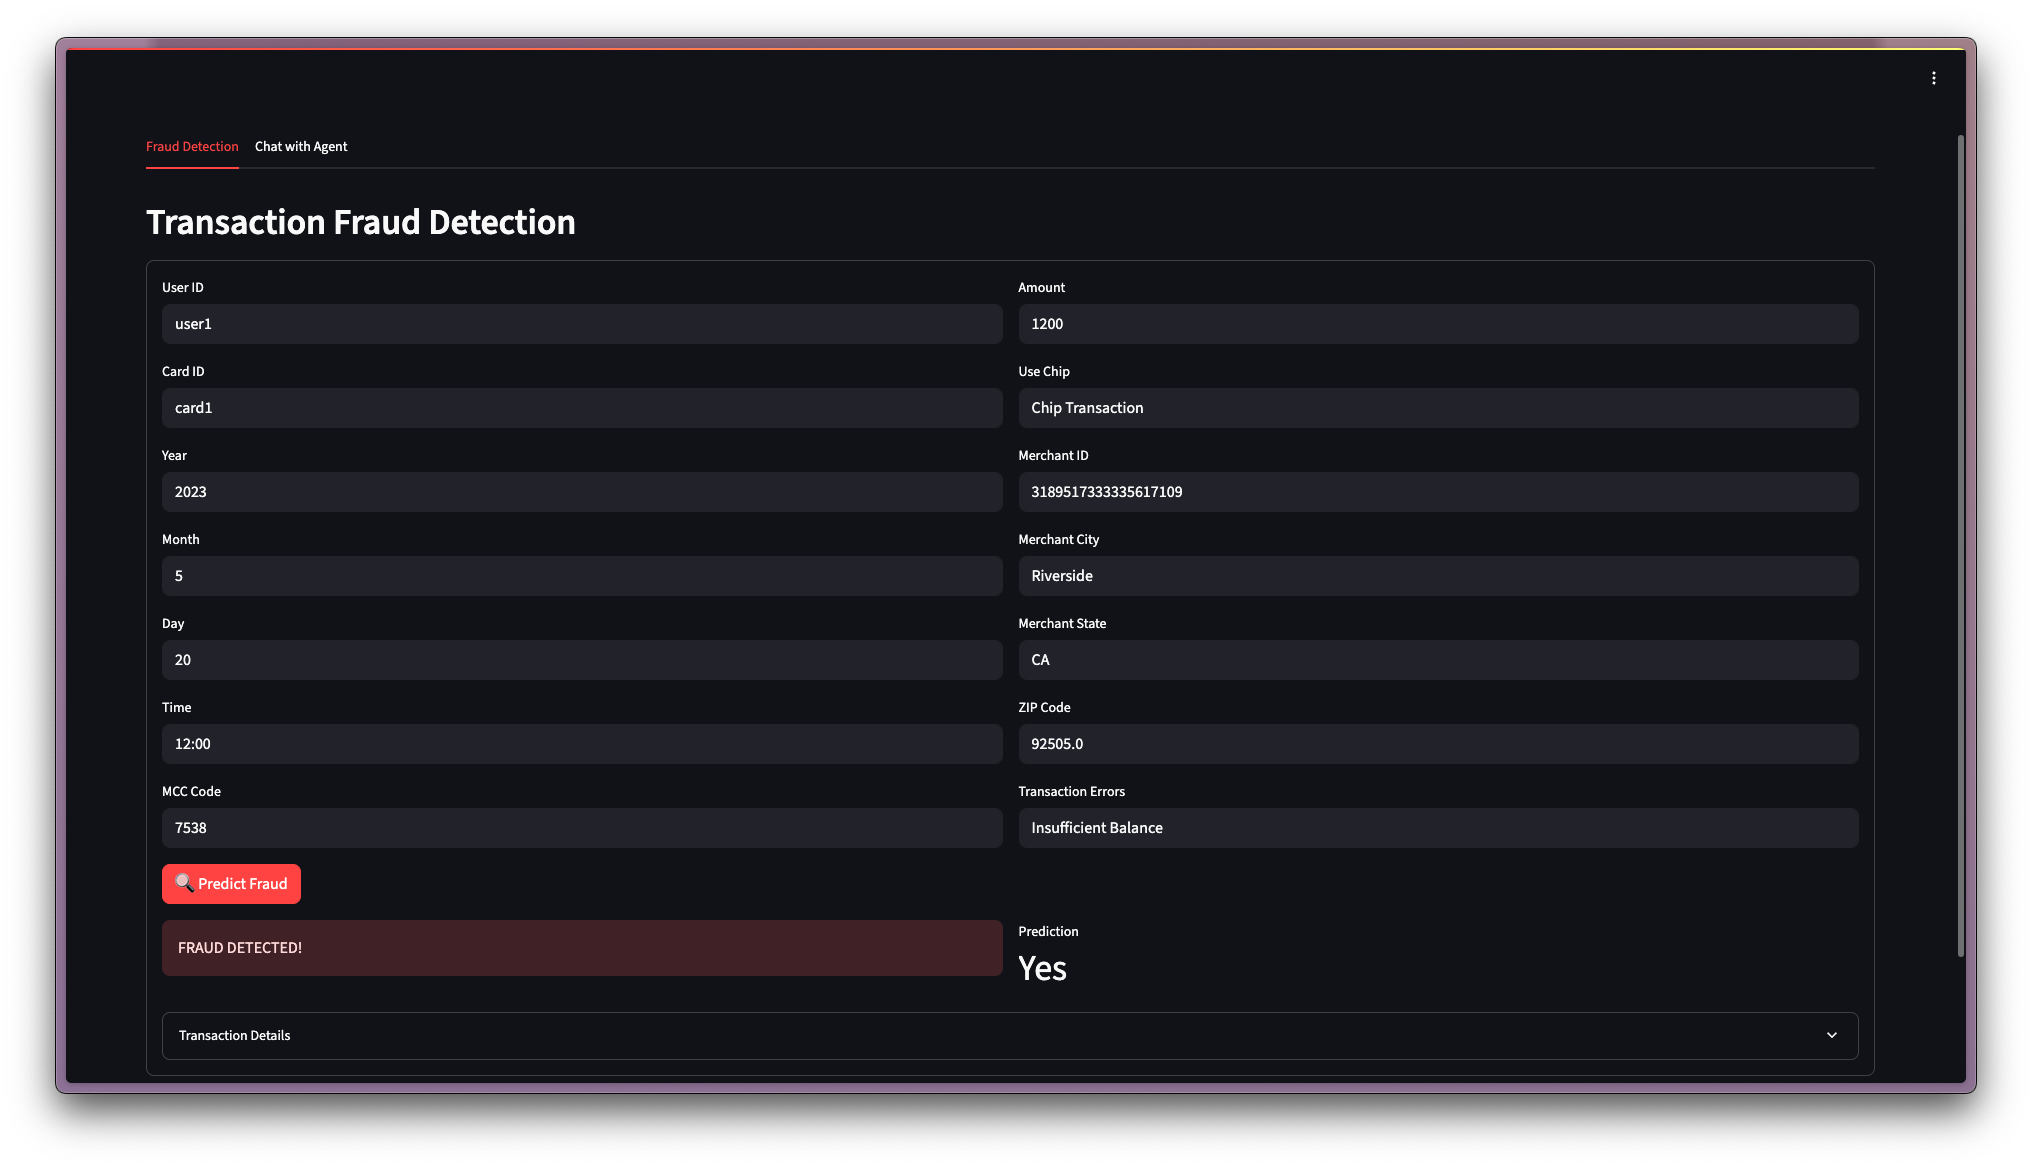 Fraud Detection
Chat with Agent
Transaction Fraud Detection
User ID
user1
Amount
1200
Card ID
card1
Use Chip
Chip Transaction
Year
2023
Merchant ID
3189517333335617109
Month
5
Merchant City
Riverside
Day
20
Merchant State
CA
Time
12:00
ZIP Code
92505.0
MCC Code
7538
Transaction Errors
Insufficient Balance
Predict Fraud
FRAUD DETECTED!
Prediction
Yes
Transaction Details